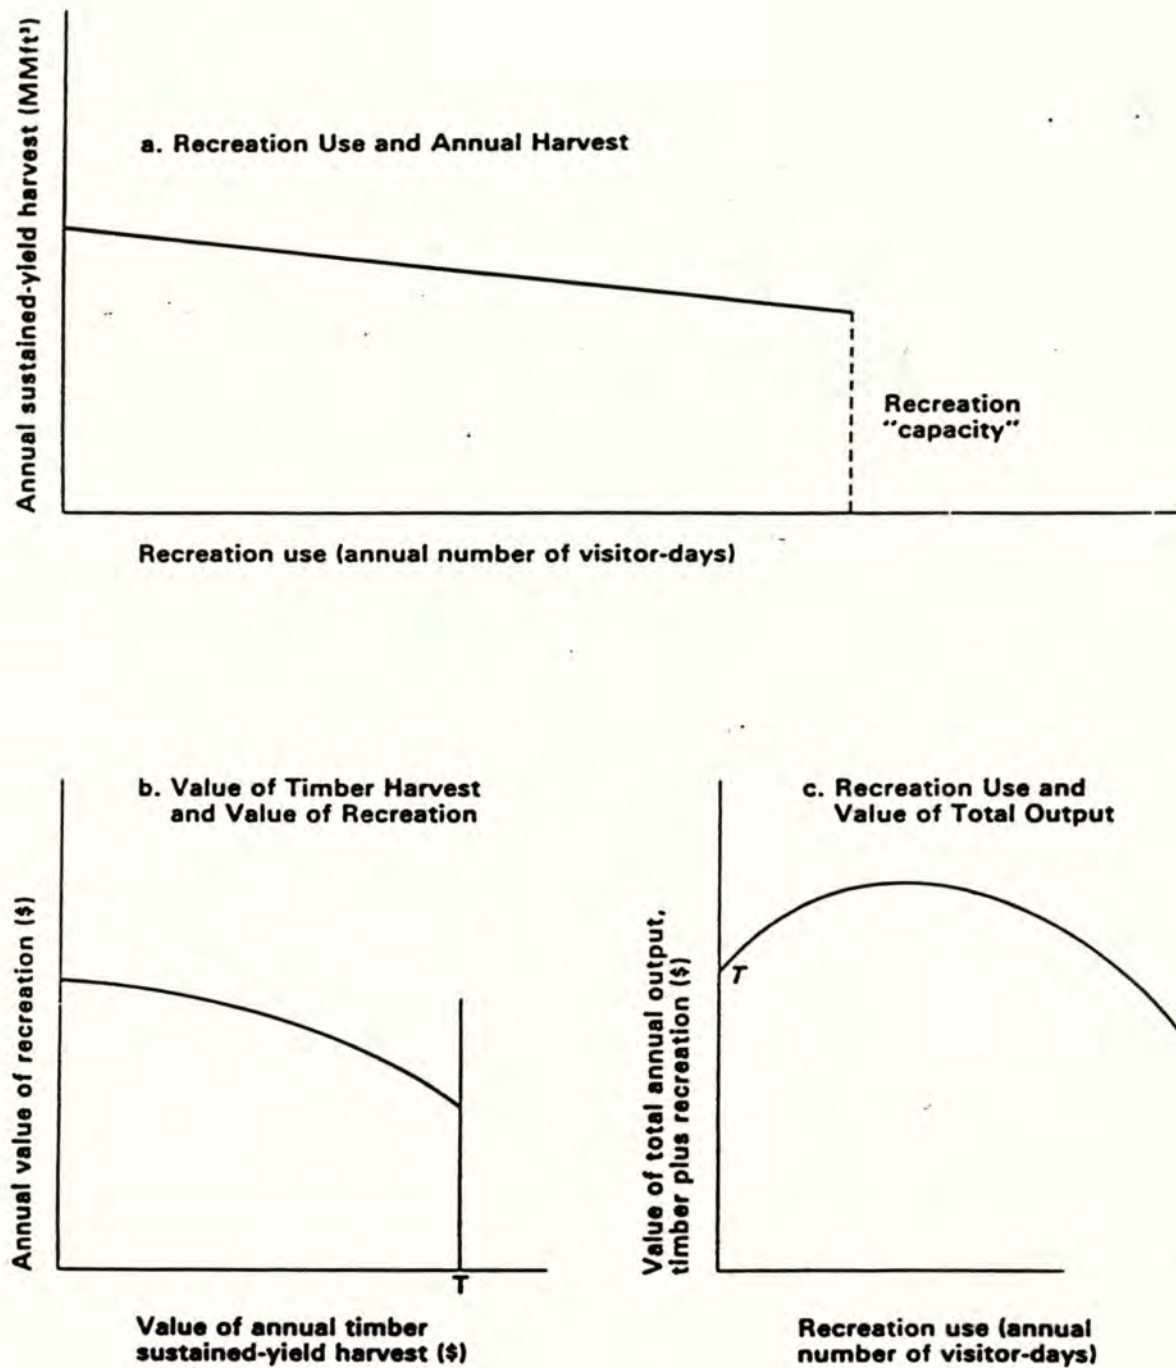 Annual sustained-yield harvest (MMft³)
a. Recreation Use and Annual Harvest
Recreation
"capacity"
Recreation use (annual number of visitor-days)
b. Value of Timber Harvest
and Value of Recreation
Annual value of recreation ($)
T
Value of annual timber
sustained-yield harvest ($)
c. Recreation Use and
Value of Total Output
Value of total annual output,
timber plus recreation ($)
T
Recreation use (annual
number of visitor-days)